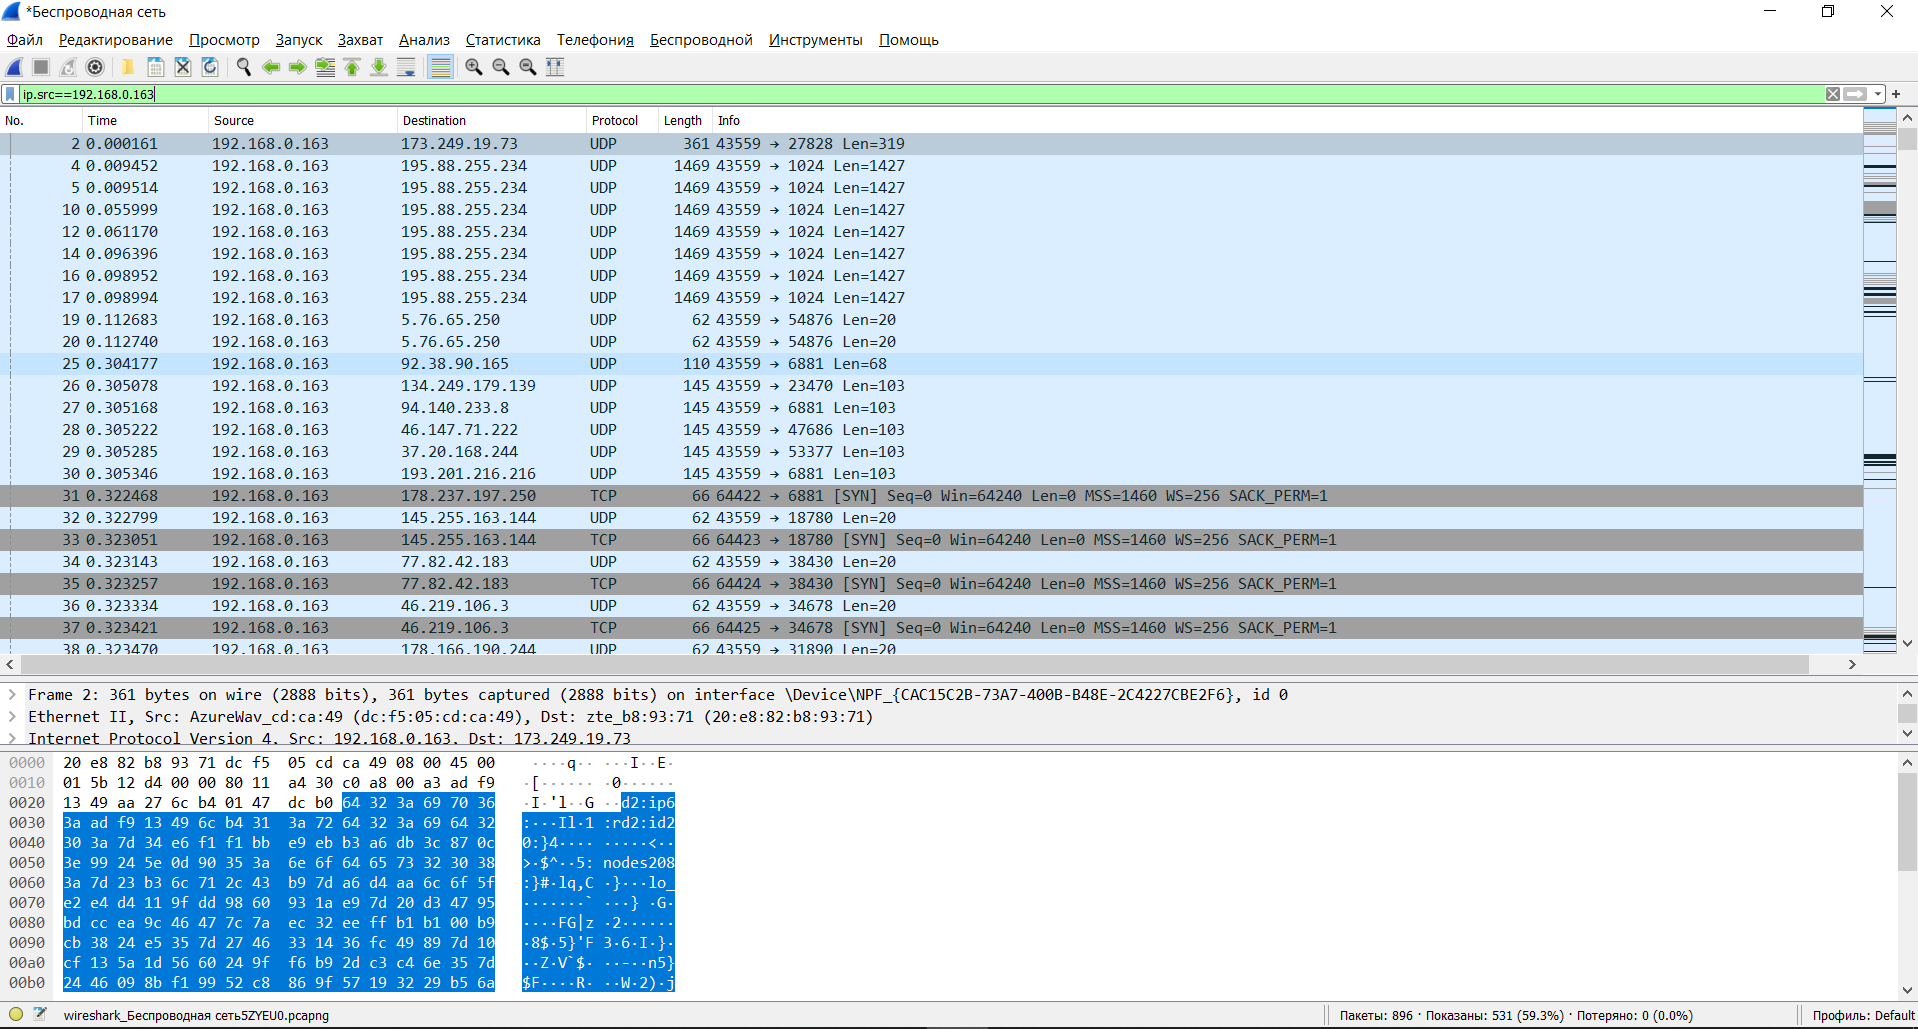 *Беспроводная сеть
Файл Редактирование Просмотр Запуск Захват Анализ Статистика Телефония Беспроводной Инструменты Помощь
ip.src==192.168.0.163
No. Time Source Destination Protocol Length Info
2 0.000161 192.168.0.163 173.249.19.73 UDP 361 43559 → 27828 Len=319
4 0.009452 192.168.0.163 195.88.255.234 UDP 1469 43559 → 1024 Len=1427
5 0.009514 192.168.0.163 195.88.255.234 UDP 1469 43559 → 1024 Len=1427
10 0.055999 192.168.0.163 195.88.255.234 UDP 1469 43559 → 1024 Len=1427
12 0.061170 192.168.0.163 195.88.255.234 UDP 1469 43559 → 1024 Len=1427
14 0.096396 192.168.0.163 195.88.255.234 UDP 1469 43559 → 1024 Len=1427
16 0.098952 192.168.0.163 195.88.255.234 UDP 1469 43559 → 1024 Len=1427
17 0.098994 192.168.0.163 195.88.255.234 UDP 1469 43559 → 1024 Len=1427
19 0.112683 192.168.0.163 5.76.65.250 UDP 62 43559 → 54876 Len=20
20 0.112740 192.168.0.163 5.76.65.250 UDP 62 43559 → 54876 Len=20
25 0.304177 192.168.0.163 92.38.90.165 UDP 110 43559 → 6881 Len=68
26 0.305078 192.168.0.163 134.249.179.139 UDP 145 43559 → 23470 Len=103
27 0.305168 192.168.0.163 94.140.233.8 UDP 145 43559 → 6881 Len=103
28 0.305222 192.168.0.163 46.147.71.222 UDP 145 43559 → 47686 Len=103
29 0.305285 192.168.0.163 37.20.168.244 UDP 145 43559 → 53377 Len=103
30 0.305346 192.168.0.163 193.201.216.216 UDP 145 43559 → 6881 Len=103
31 0.322468 192.168.0.163 178.237.197.250 TCP 66 64422 → 6881 [SYN] Seq=0 Win=64240 Len=0 MSS=1460 WS=256 SACK_PERM=1
32 0.322799 192.168.0.163 145.255.163.144 UDP 62 43559 → 18780 Len=20
33 0.323051 192.168.0.163 145.255.163.144 TCP 66 64423 → 18780 [SYN] Seq=0 Win=64240 Len=0 MSS=1460 WS=256 SACK_PERM=1
34 0.323143 192.168.0.163 77.82.42.183 UDP 62 43559 → 38430 Len=20
35 0.323257 192.168.0.163 77.82.42.183 TCP 66 64424 → 38430 [SYN] Seq=0 Win=64240 Len=0 MSS=1460 WS=256 SACK_PERM=1
36 0.323334 192.168.0.163 46.219.106.3 UDP 62 43559 → 34678 Len=20
37 0.323421 192.168.0.163 46.219.106.3 TCP 66 64425 → 34678 [SYN] Seq=0 Win=64240 Len=0 MSS=1460 WS=256 SACK_PERM=1
38 0.323470 192.168.0.163 178.166.190.244 UDP 62 43559 → 31890 Len=20
Frame 2: 361 bytes on wire (2888 bits), 361 bytes captured (2888 bits) on interface \Device\NPF_{CAC15C2B-73A7-400B-B48E-2C4227CBE2F6}, id 0
Ethernet II, Src: AzureWav_cd:ca:49 (dc:f5:05:cd:ca:49), Dst: zte_b8:93:71 (20:e8:82:b8:93:71)
Internet Protocol Version 4, Src: 192.168.0.163, Dst: 173.249.19.73
0000 20 e8 82 b8 93 71 dc f5 05 cd ca 49 08 00 45 00 ····q·· ···I··E·
0010 01 5b 12 d4 00 00 80 11 a4 30 c0 a8 00 a3 ad f9 ·[······ ·0······
0020 13 49 aa 27 6c b4 01 47 dc b0 64 32 3a 69 70 36 ·I·'l··G ··d2:ip6
0030 3a ad f9 13 49 6c b4 31 3a 72 64 32 3a 69 64 32 :···Il·1 :rd2:id2
0040 30 3a 7d 34 e6 f1 f1 bb e9 eb b3 a6 db 3c 87 0c 0:}4···· ·····<··
0050 3e 99 24 5e 0d 90 35 3a 6e 6f 64 65 73 32 30 38 >·$^··5: nodes208
0060 3a 7d 23 b3 6c 71 2c 43 b9 7d a6 d4 aa 6c 6f 5f :}#·lq,C ·}···lo_
0070 e2 e4 d4 11 9f dd 98 60 93 1a e9 7d 20 d3 47 95 ·······` ···} ·G·
0080 bd cc ea 9c 46 47 7c 7a ec 32 ee ff b1 b1 00 b9 ····FG|z ·2······
0090 cb 38 24 e5 35 7d 27 46 33 14 36 fc 49 89 7d 10 ·8$·5}'F 3·6·I·}·
00a0 cf 13 5a 1d 56 60 24 9f f6 b9 2d c3 c4 6e 35 7d ··Z·V`$· ··-··n5}
00b0 24 46 09 8b f1 99 52 c8 86 9f 57 19 32 29 b5 6a $F····R· ··W·2)·j
wireshark_Беспроводная сеть5ZYEU0.pcapng Пакеты: 896 · Показаны: 531 (59.3%) · Потеряно: 0 (0.0%) Профиль: Default